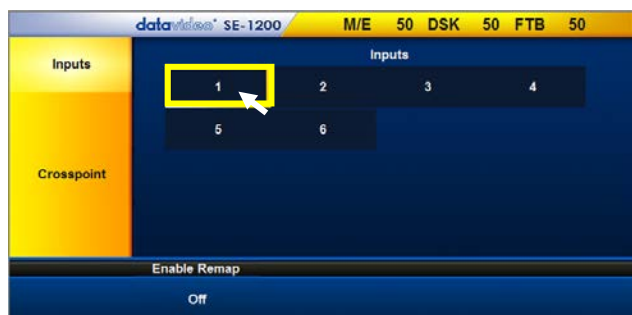 datavideo® SE-1200 M/E 50 DSK 50 FTB 50
Inputs
Inputs
1 2 3 4
5 6
Crosspoint
Enable Remap
Off